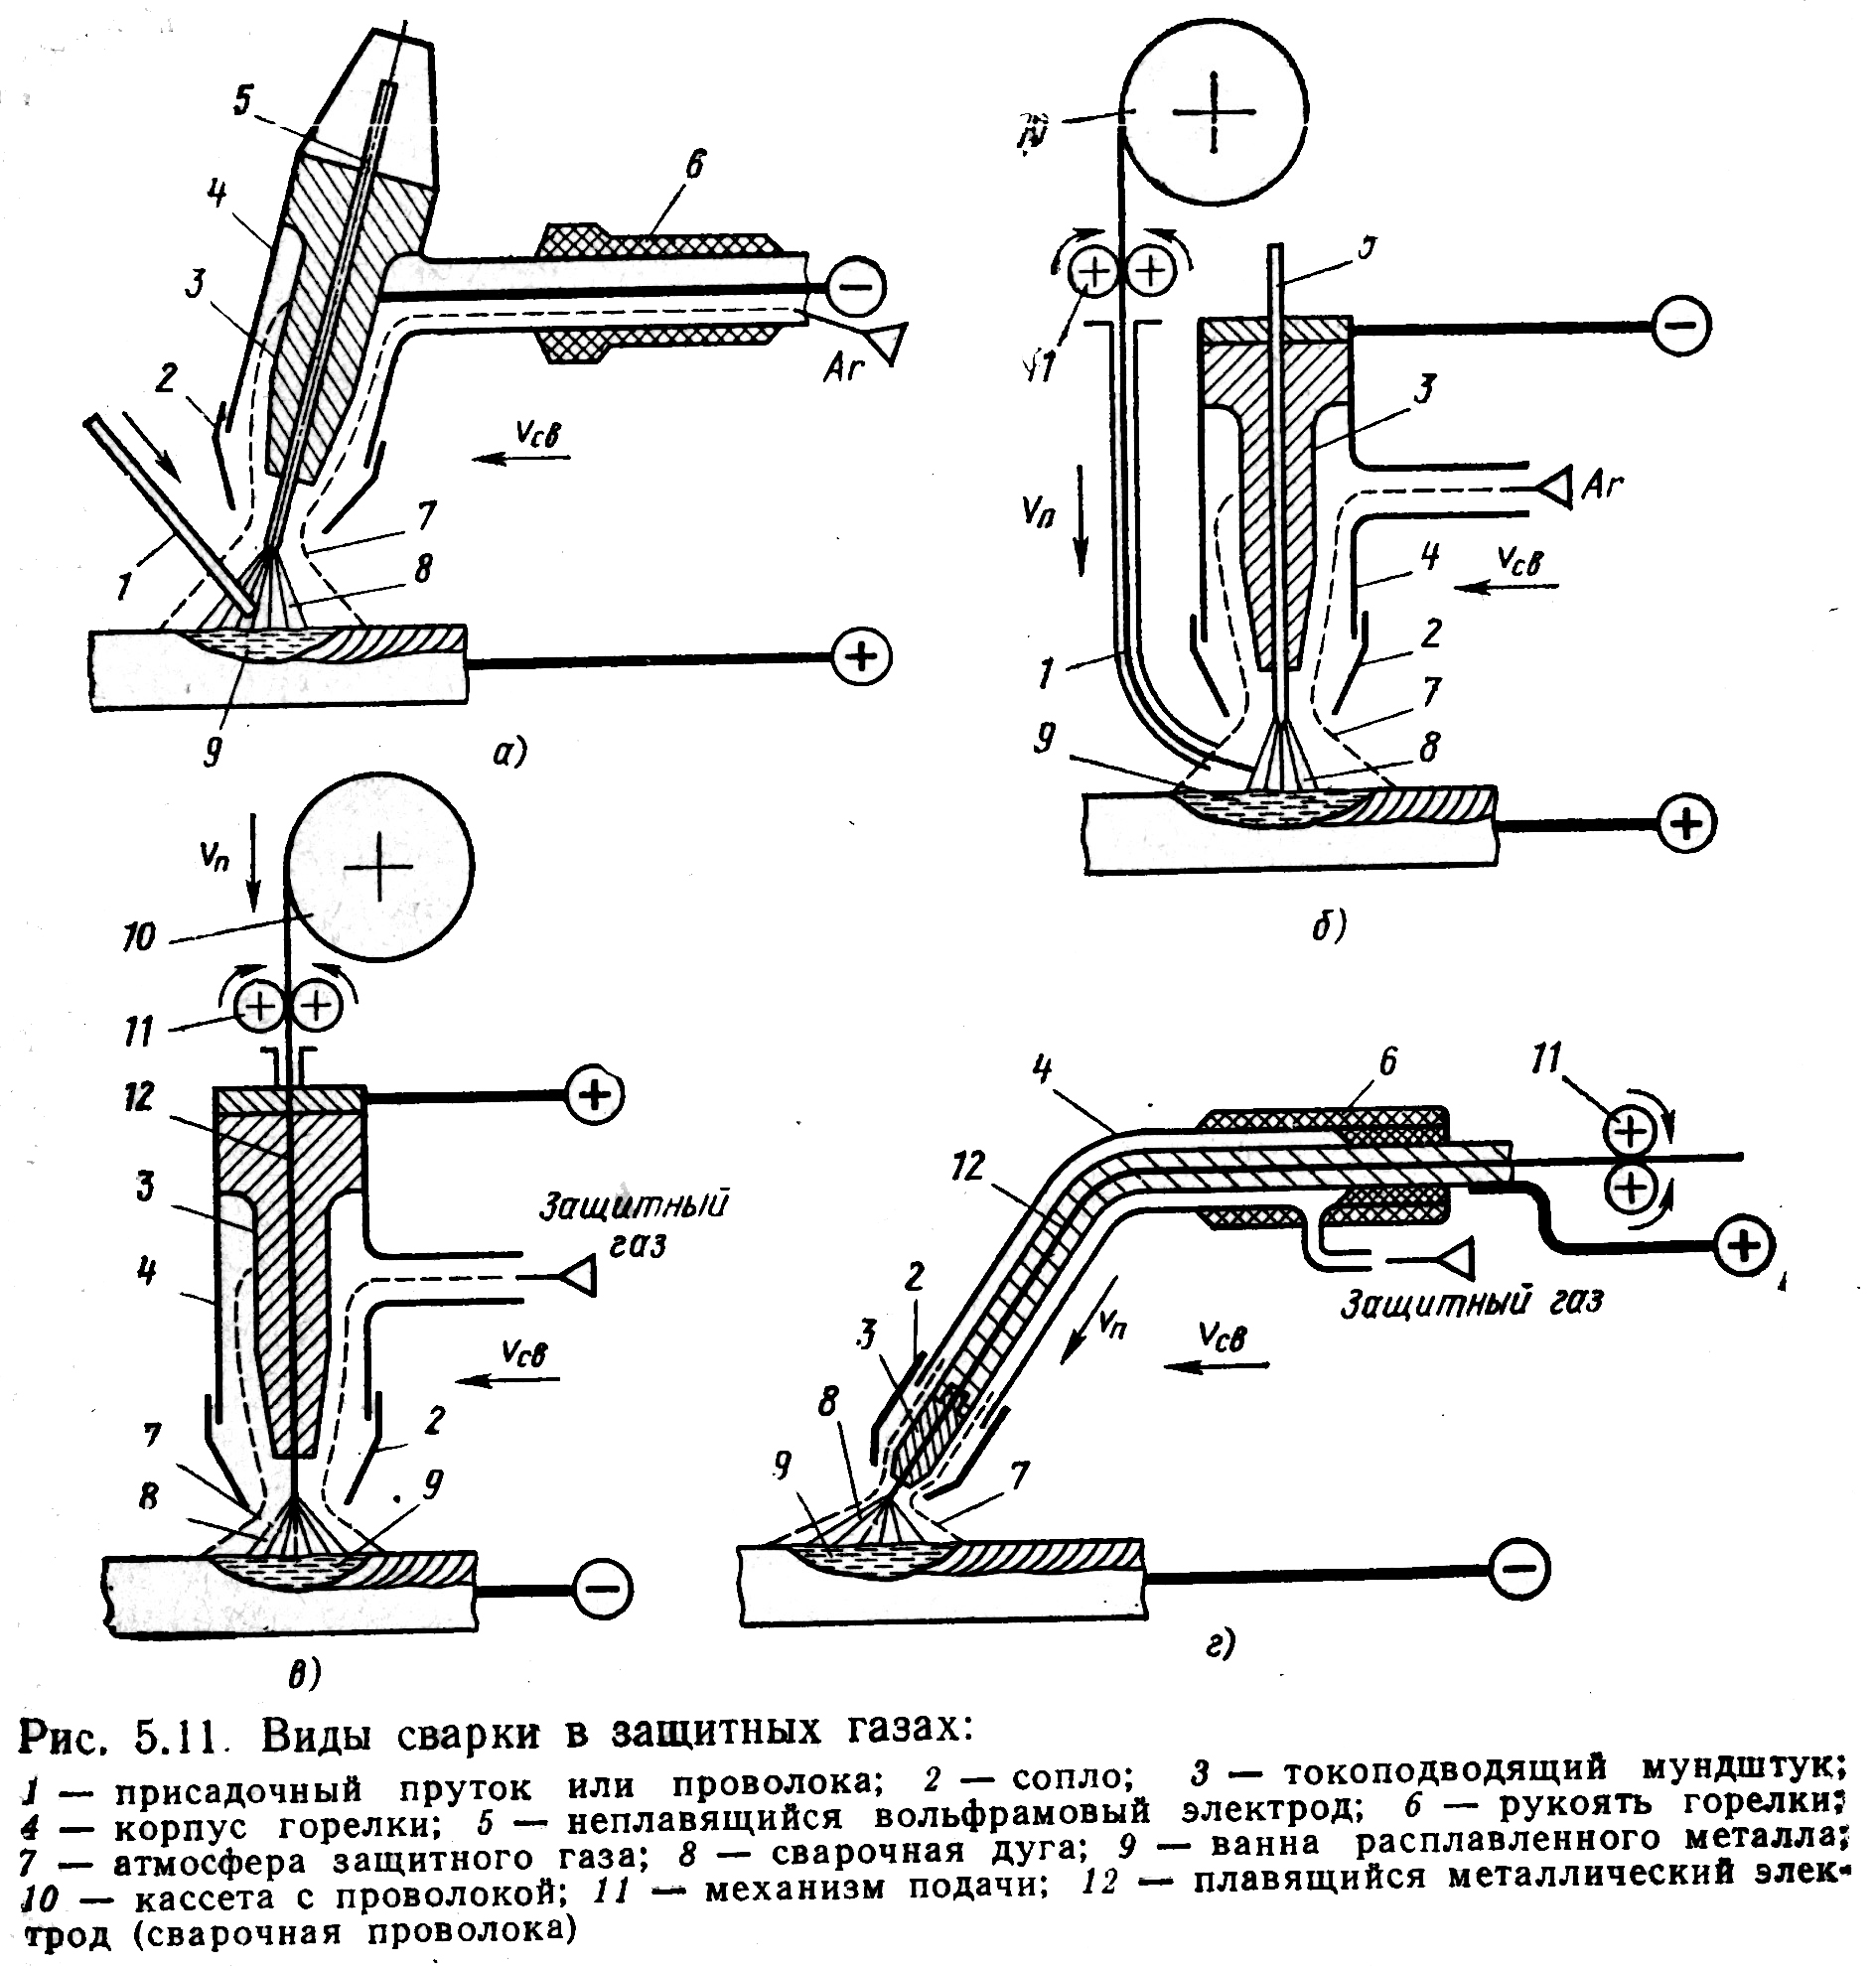 5
4
3
2
1
6
Ar
Vсв
7
8
9
а)
11
3
Vп
Ar
4
Vсв
1
2
7
9
8
б)
Vп
10
11
12
3
Защитный
газ
4
Vсв
7
2
8
9
в)
4
6
11
12
2
Защитный газ
3
Vп
Vсв
8
9
7
г)
Рис. 5.11. Виды сварки в защитных газах:
1 — присадочный пруток или проволока; 2 — сопло; 3 — токоподводящий мундштук;
4 — корпус горелки; 5 — неплавящийся вольфрамовый электрод; 6 — рукоять горелки;
7 — атмосфера защитного газа; 8 — сварочная дуга; 9 — ванна расплавленного металла;
10 — кассета с проволокой; 11 — механизм подачи; 12 — плавящийся металлический элек-
трод (сварочная проволока)